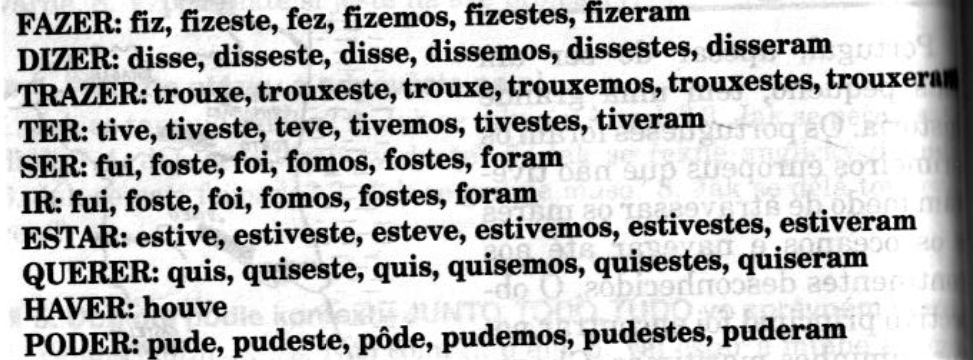 FAZER: fiz, fizeste, fez, fizemos, fizestes, fizeram
DIZER: disse, disseste, disse, dissemos, dissestes, disseram
TRAZER: trouxe, trouxeste, trouxe, trouxemos, trouxestes, trouxeram
TER: tive, tiveste, teve, tivemos, tivestes, tiveram
SER: fui, foste, foi, fomos, fostes, foram
IR: fui, foste, foi, fomos, fostes, foram
ESTAR: estive, estiveste, esteve, estivemos, estivestes, estiveram
QUERER: quis, quiseste, quis, quisemos, quisestes, quiseram
HAVER: houve
PODER: pude, pudeste, pôde, pudemos, pudestes, puderam